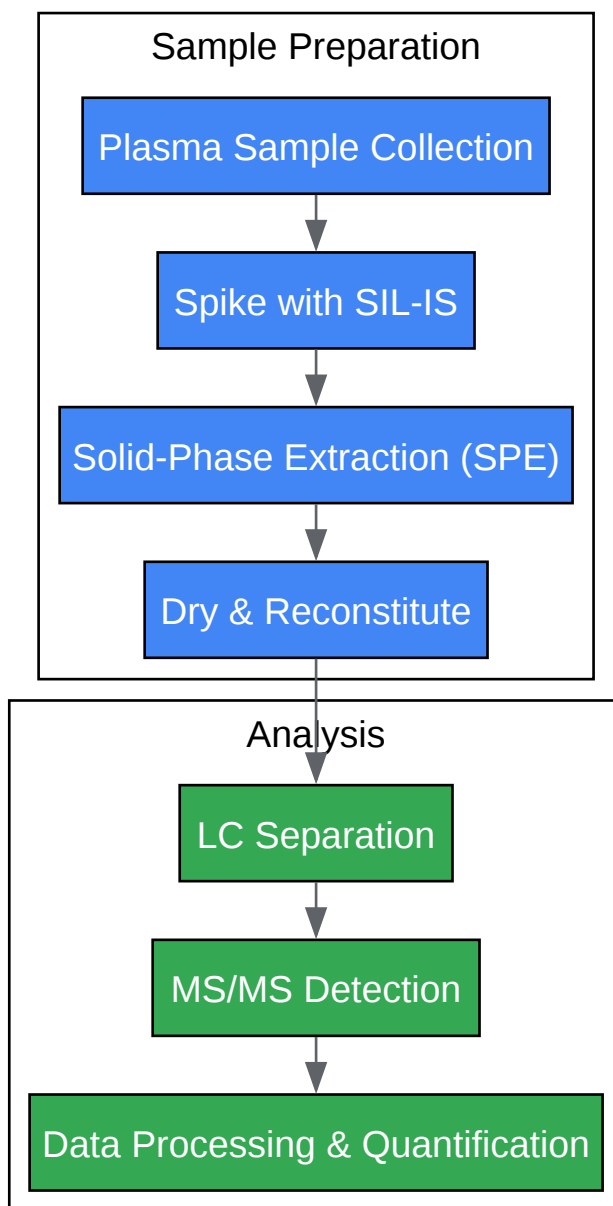 Sample Preparation
Plasma Sample Collection
Spike with SIL-IS
Solid-Phase Extraction (SPE)
Dry & Reconstitute
Analysis
LC Separation
MS/MS Detection
Data Processing & Quantification